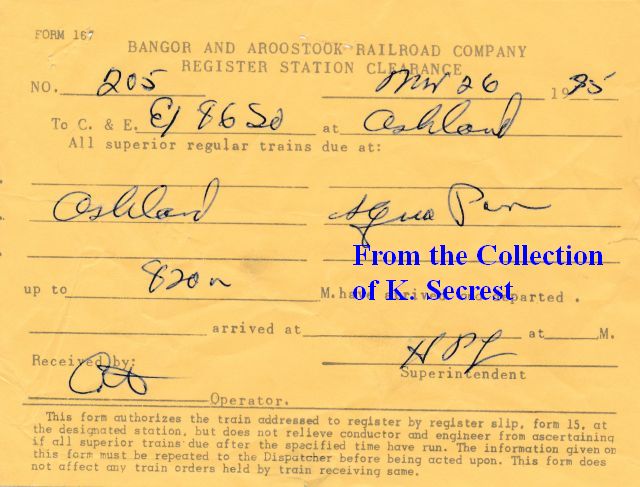 FORM 167
BANGOR AND AROOSTOOK RAILROAD COMPANY
REGISTER STATION CLEARANCE
NO. 205 Mar 26 1985
To C. & E. at Ashland
All superior regular trains due at:
Ashland Squa Pan
From the Collection
of K. Secrest
up to 820 M. have arrived and departed .
arrived at at M.
Received by: HPL
Superintendent
Operator.
This form authorizes the train addressed to register by register slip, form 15, at
the designated station, but does not relieve conductor and engineer from ascertaining
if all superior trains due after the specified time have run. The information given on
this form must be repeated to the Dispatcher before being acted upon. This form does
not affect any train orders held by train receiving same.